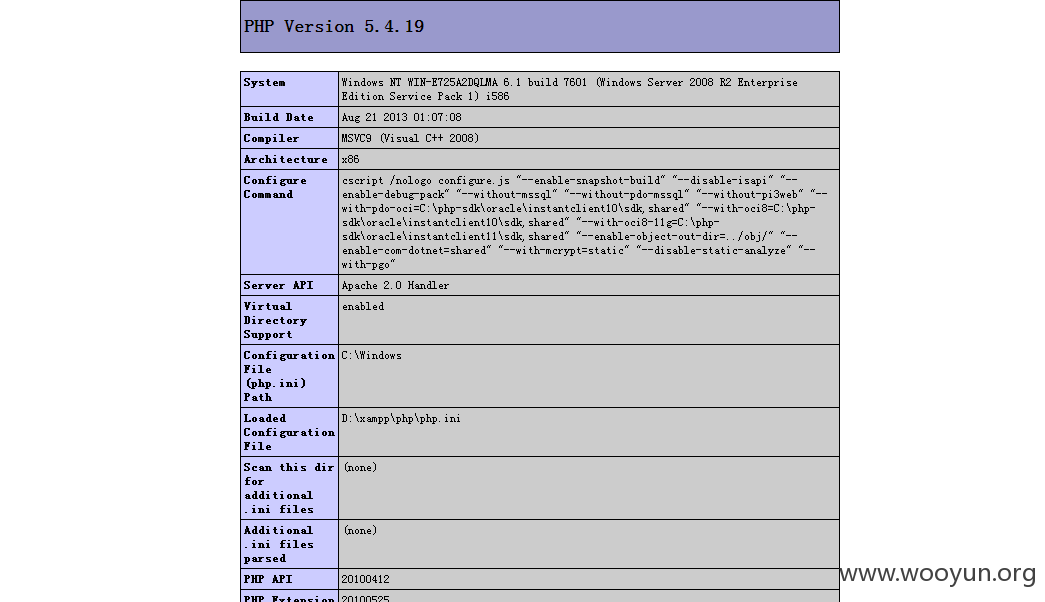 PHP Version 5.4.19
System
Windows NT WIN-E725A2DQLMA 6.1 build 7601 (Windows Server 2008 R2 Enterprise
Edition Service Pack 1) i586
Build Date
Aug 21 2013 01:07:08
Compiler
MSVC9 (Visual C++ 2008)
Architecture
x86
Configure
Command
cscript /nologo configure.js "--enable-snapshot-build" "--disable-isapi" "--
enable-debug-pack" "--without-mssql" "--without-pdo-mssql" "--without-pi3web" "--
with-pdo-oci=C:\php-sdk\oracle\instantclient10\sdk,shared" "--with-oci8=C:\php-
sdk\oracle\instantclient10\sdk,shared" "--with-oci8-11g=C:\php-
sdk\oracle\instantclient11\sdk,shared" "--enable-object-out-dir=../obj/" "--
enable-com-dotnet=shared" "--with-mcrypt=static" "--disable-static-analyze" "--
with-pgo"
Server API
Apache 2.0 Handler
Virtual
Directory
Support
enabled
Configuration
File
(php.ini)
Path
C:\Windows
Loaded
Configuration
File
D:\xampp\php\php.ini
Scan this dir
for
additional
.ini files
(none)
Additional
.ini files
parsed
(none)
PHP API
20100412
PHP Extension
20100525
www.wooyun.org